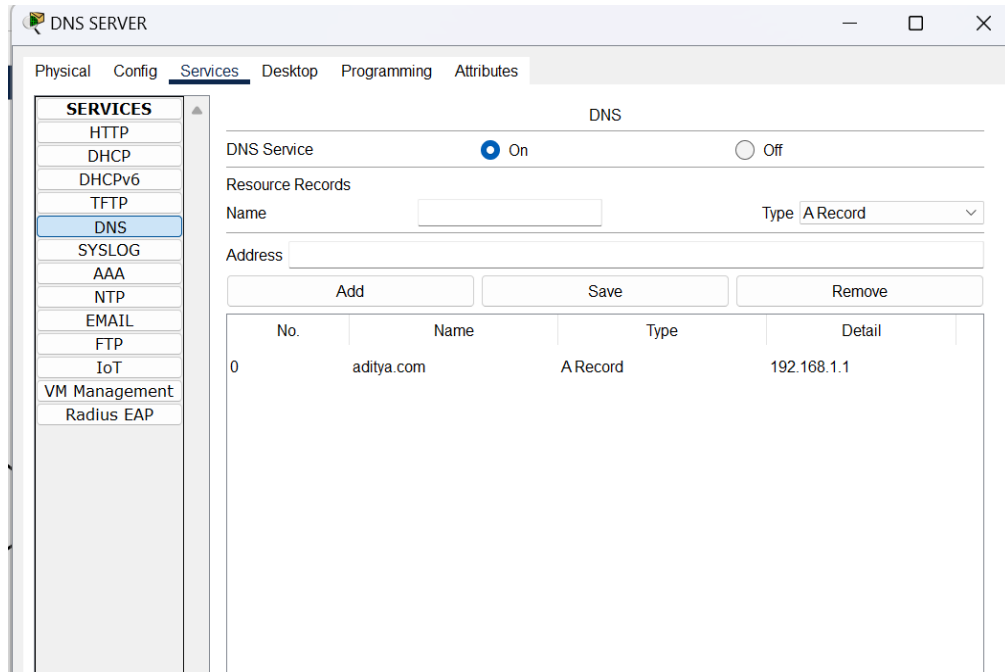 DNS SERVER
Physical Config Services Desktop Programming Attributes
SERVICES
HTTP
DHCP
DHCPv6
TFTP
DNS
SYSLOG
AAA
NTP
EMAIL
FTP
IoT
VM Management
Radius EAP
DNS
DNS Service On Off
Resource Records
Name Type A Record
Address
Add Save Remove
No. Name Type Detail
0 aditya.com A Record 192.168.1.1